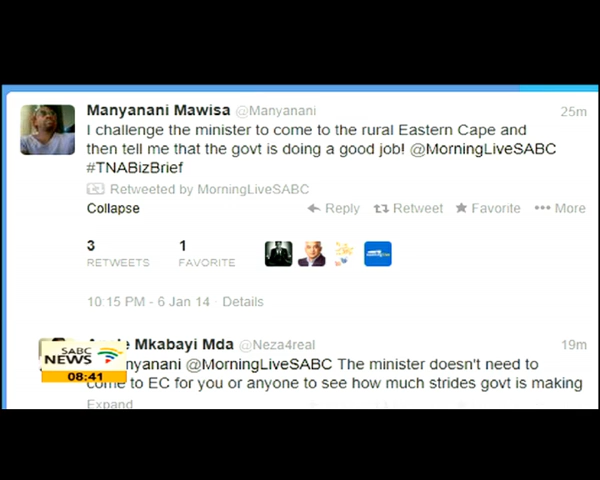 Manyanani Mawisa @Manyanani 25m
I challenge the minister to come to the rural Eastern Cape and
then tell me that the govt is doing a good job! @MorningLiveSABC
#TNABizBrief
Retweeted by MorningLiveSABC
Collapse Reply Retweet Favorite More
3 1
RETWEETS FAVORITE
10:15 PM - 6 Jan 14 · Details
Mkabayi Mda @Neza4real 19m
@MorningLiveSABC The minister doesn't need to
come to EC for you or anyone to see how much strides govt is making
Expand
SABC
NEWS
08:41